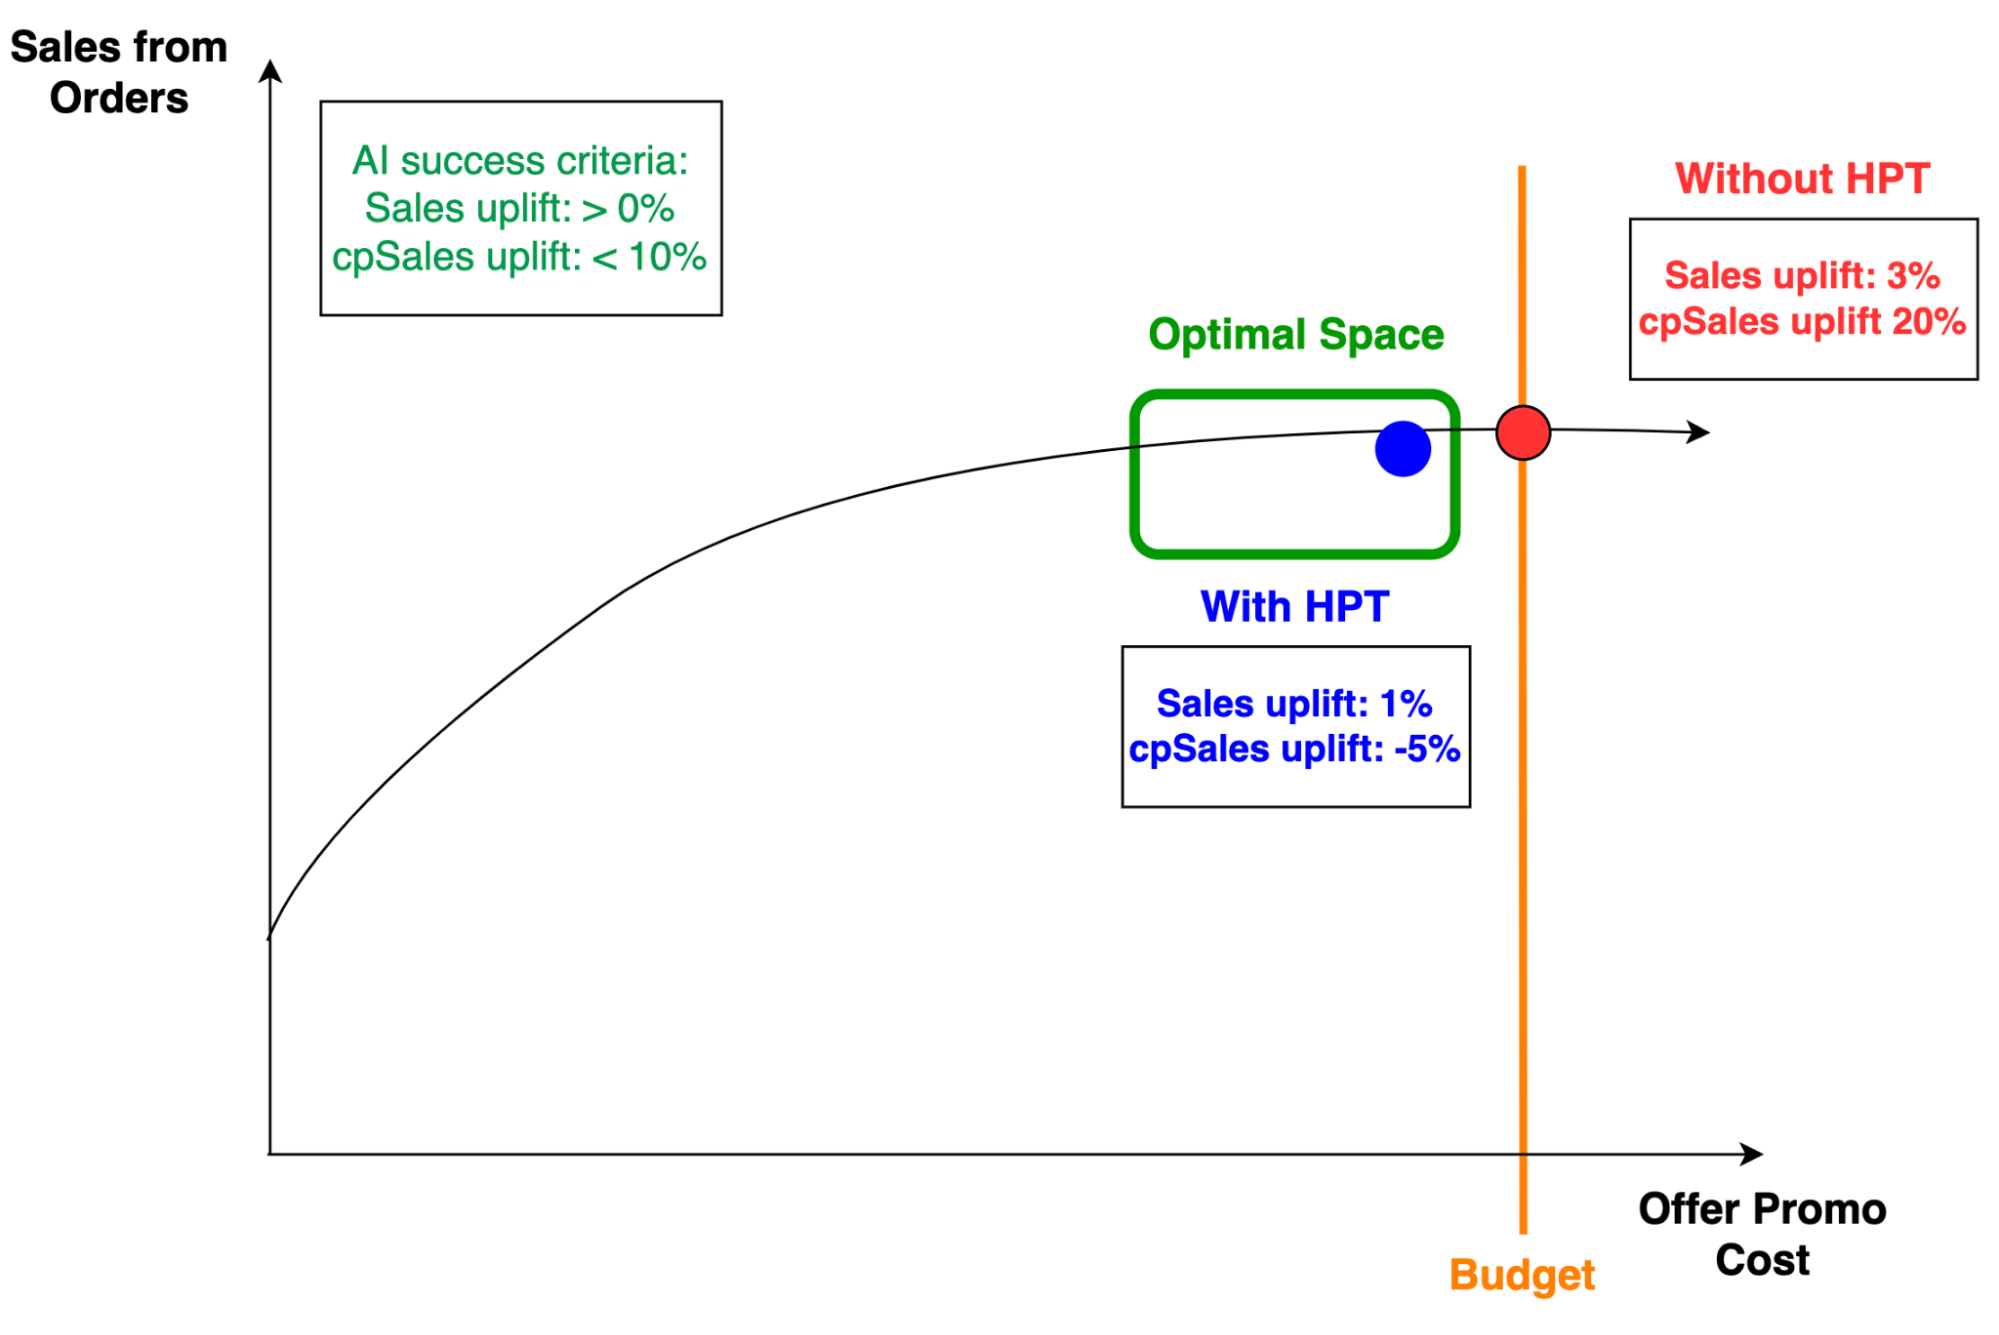 Sales from
Orders
AI success criteria:
Sales uplift: > 0%
cpSales uplift: < 10%
Without HPT
Sales uplift: 3%
cpSales uplift 20%
Optimal Space
With HPT
Sales uplift: 1%
cpSales uplift: -5%
Offer Promo
Cost
Budget